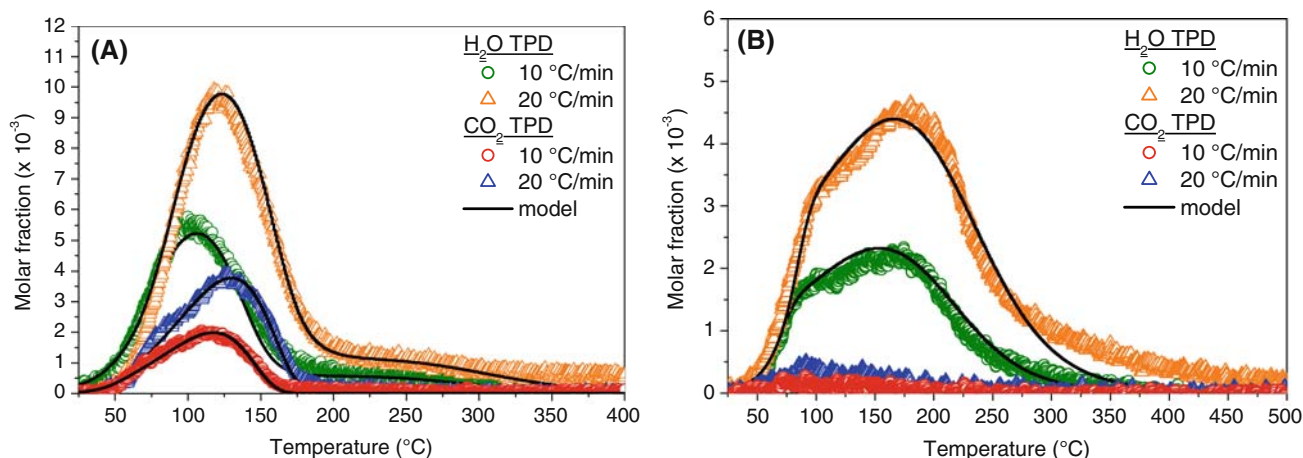 (A)
H2O TPD
10 °C/min
20 °C/min
CO2 TPD
10 °C/min
20 °C/min
model
Molar fraction (x 10-3)
12
11
10
9
8
7
6
5
4
3
2
1
0
50 100 150 200 250 300 350 400
Temperature (°C)
(B)
H2O TPD
10 °C/min
20 °C/min
CO2 TPD
10 °C/min
20 °C/min
model
Molar fraction (x 10-3)
6
5
4
3
2
1
0
50 100 150 200 250 300 350 400 450 500
Temperature (°C)